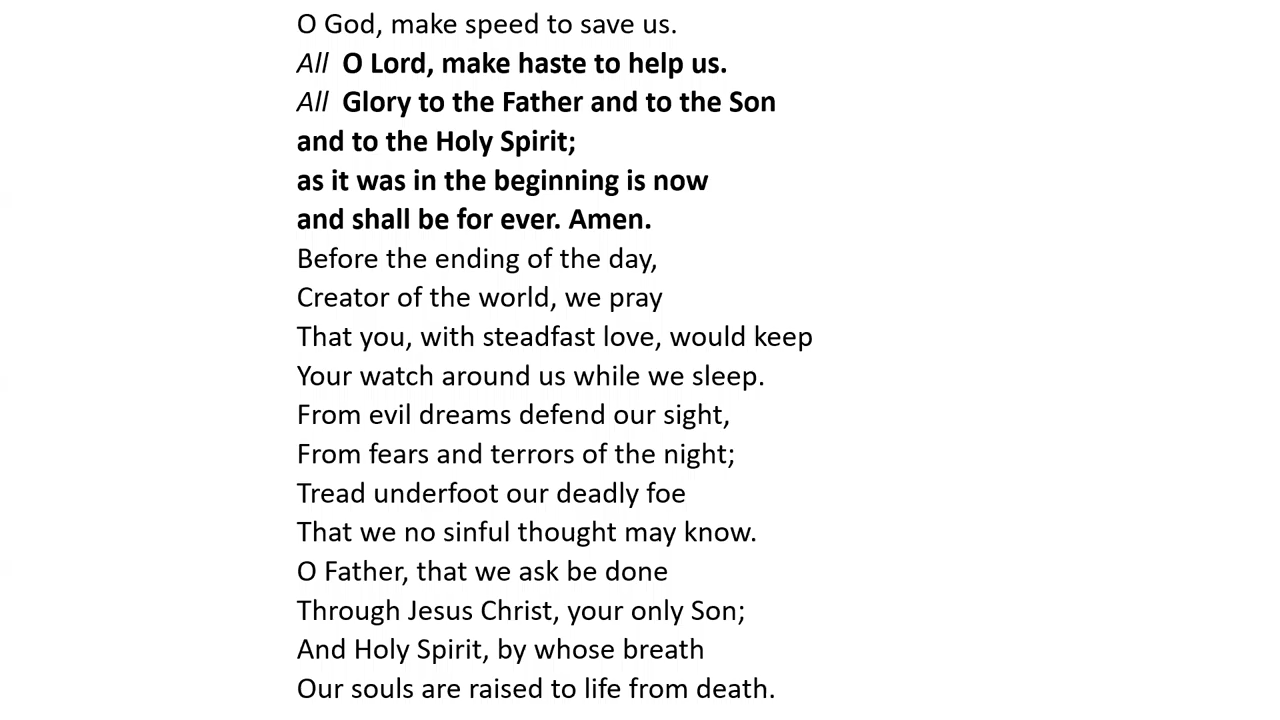 O God, make speed to save us.
All O Lord, make haste to help us.
All Glory to the Father and to the Son
and to the Holy Spirit;
as it was in the beginning is now
and shall be for ever. Amen.
Before the ending of the day,
Creator of the world, we pray
That you, with steadfast love, would keep
Your watch around us while we sleep.
From evil dreams defend our sight,
From fears and terrors of the night;
Tread underfoot our deadly foe
That we no sinful thought may know.
O Father, that we ask be done
Through Jesus Christ, your only Son;
And Holy Spirit, by whose breath
Our souls are raised to life from death.